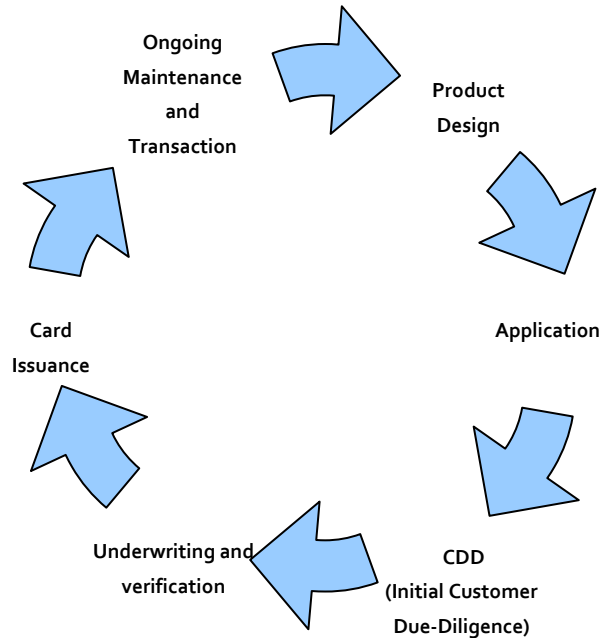 Ongoing
Maintenance
and
Transaction
Product
Design
Application
CDD
(Initial Customer
Due-Diligence)
Underwriting and
verification
Card
Issuance